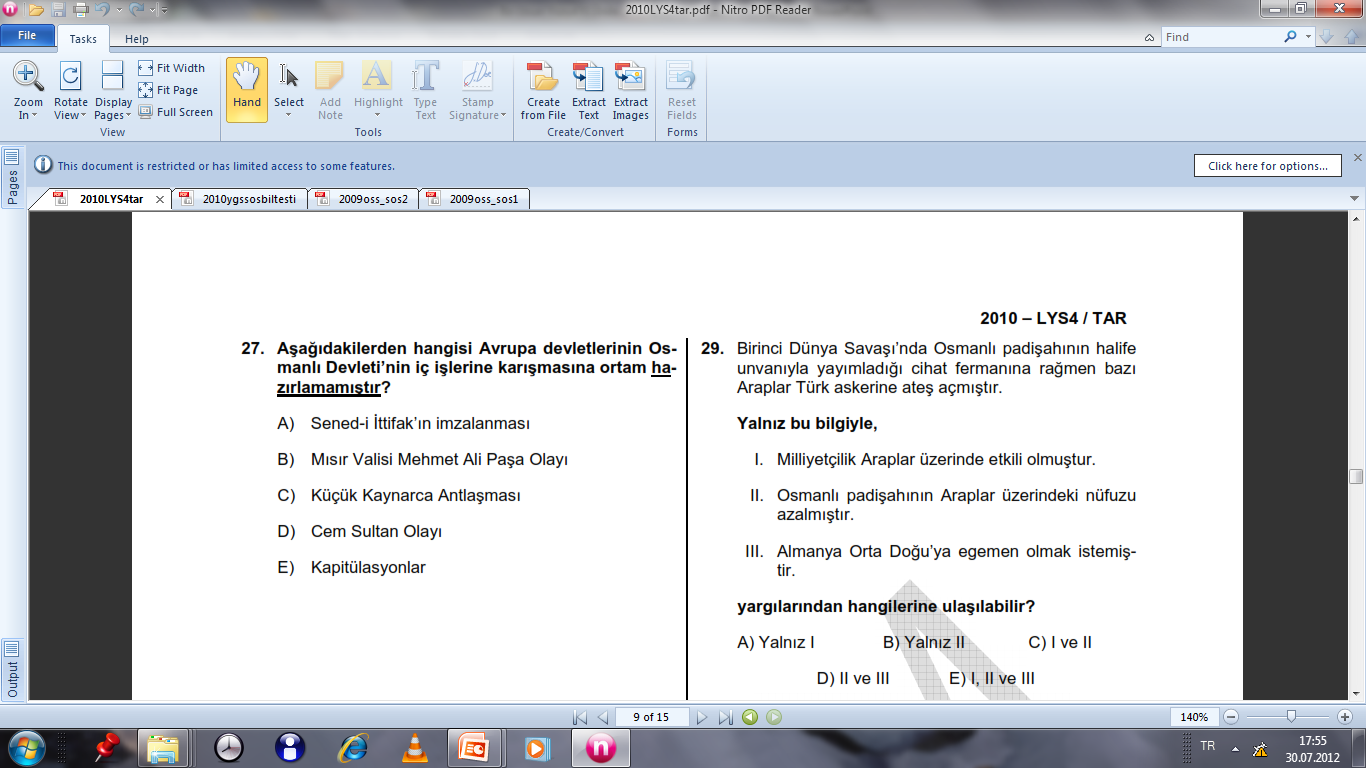 2010LYS4tar.pdf - Nitro PDF Reader
File
Tasks
Help
Find
Zoom In
Rotate View
Display Pages
Fit Width
Fit Page
Full Screen
View
Hand
Select
Add Note
Highlight
Type Text
Stamp Signature
Tools
Create from File
Extract Text
Extract Images
Create/Convert
Reset Fields
Forms
Pages
This document is restricted or has limited access to some features.
Click here for options...
2010LYS4tar
2010ygssosbiltesti
2009oss_sos2
2009oss_sos1
2010 – LYS4 / TAR
27. Aşağıdakilerden hangisi Avrupa devletlerinin Os-
manlı Devleti’nin iç işlerine karışmasına ortam ha-
zırlamamıştır?
A) Sened-i İttifak’ın imzalanması
B) Mısır Valisi Mehmet Ali Paşa Olayı
C) Küçük Kaynarca Antlaşması
D) Cem Sultan Olayı
E) Kapitülasyonlar
29. Birinci Dünya Savaşı’nda Osmanlı padişahının halife
unvanıyla yayımladığı cihat fermanına rağmen bazı
Araplar Türk askerine ateş açmıştır.
Yalnız bu bilgiyle,
I. Milliyetçilik Araplar üzerinde etkili olmuştur.
II. Osmanlı padişahının Araplar üzerindeki nüfuzu
azalmıştır.
III. Almanya Orta Doğu’ya egemen olmak istemiş-
tir.
yargılarından hangilerine ulaşılabilir?
A) Yalnız I B) Yalnız II C) I ve II
D) II ve III E) I, II ve III
Output
9 of 15
140%
TR
17:55
30.07.2012